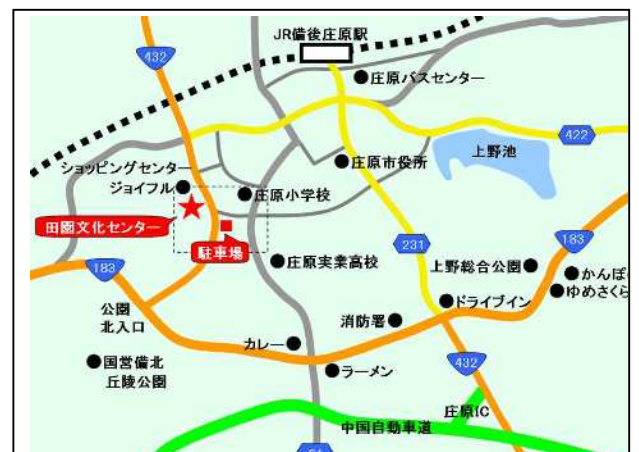 JR備後庄原駅
432
庄原バスセンター
422
上野池
ショッピングセンター
ジョイフル
庄原市役所
庄原小学校
田園文化センター
駐車場
231
183
183
庄原実業高校
上野総合公園
かんぽ
ゆめさくら
公園
北入口
ドライブイン
消防署
カレー
国営備北
丘陵公園
ラーメン
432
庄原IC
中国自動車道